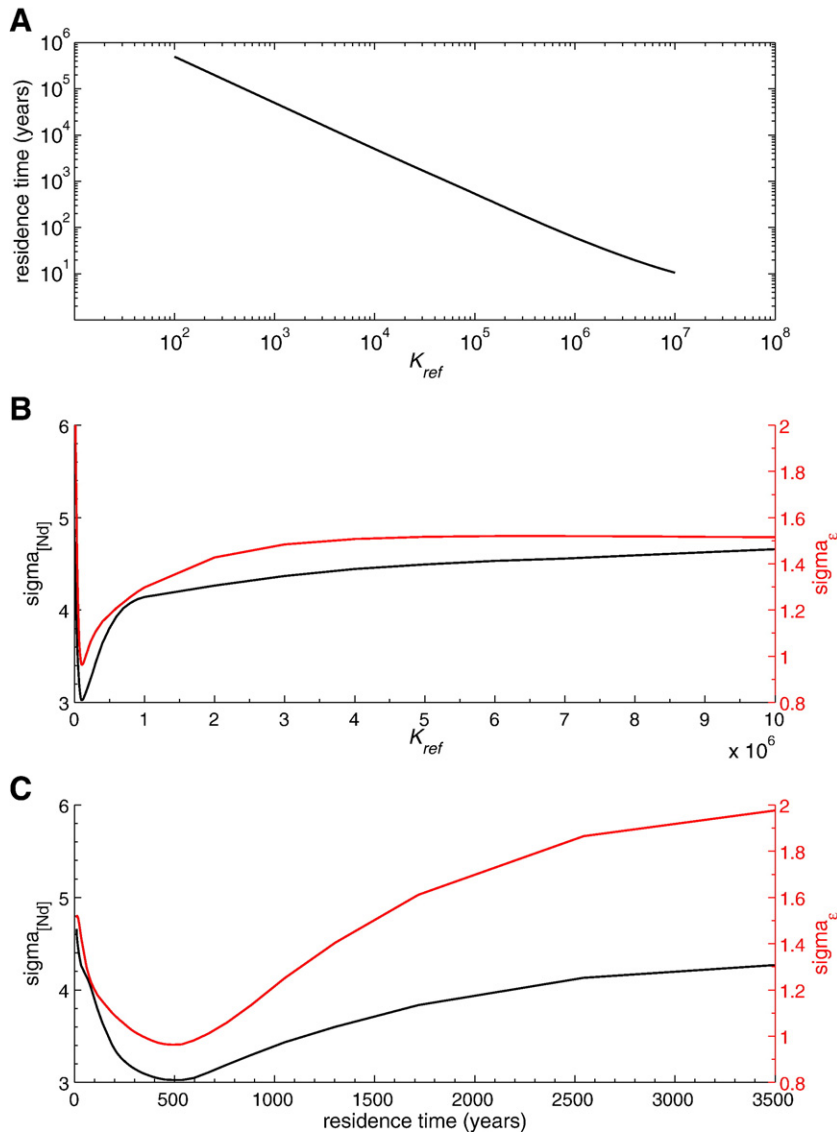 A
residence time (years)
10^6
10^5
10^4
10^3
10^2
10^1
10^2 10^3 10^4 10^5 10^6 10^7 10^8
K_ref
B
sigma_[Nd]
6
5
4
3
2
1.8
1.6
1.4
1.2
1
0.8
sigma_ε
0 1 2 3 4 5 6 7 8 9 10
K_ref
x 10^6
C
sigma_[Nd]
6
5
4
3
2
1.8
1.6
1.4
1.2
1
0.8
sigma_ε
0 500 1000 1500 2000 2500 3000 3500
residence time (years)